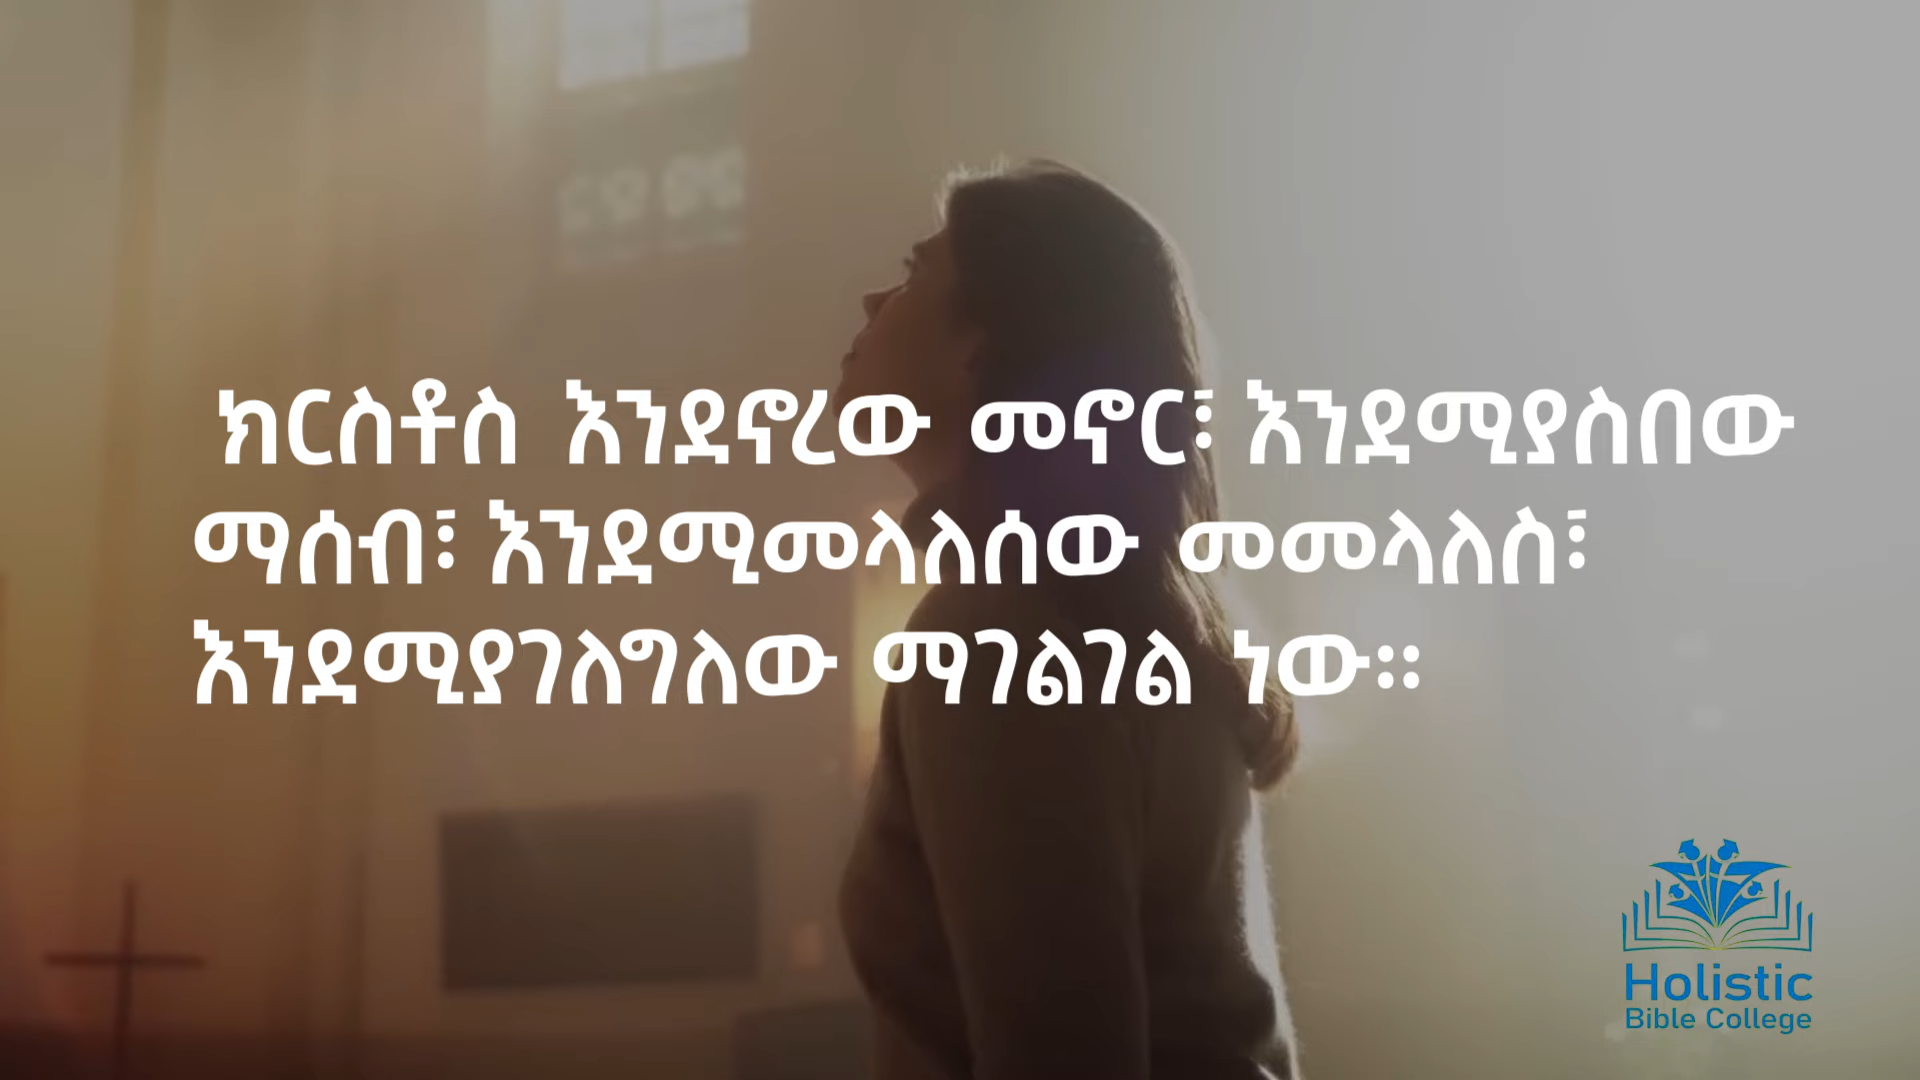 ክርስቶስ እንደኖረው መኖር፤ እንደሚያስበው
ማሰብ፤ እንደሚመላለሰው መመላለስ፤
እንደሚያገለግለው ማገልገል ነው።
Holistic
Bible College